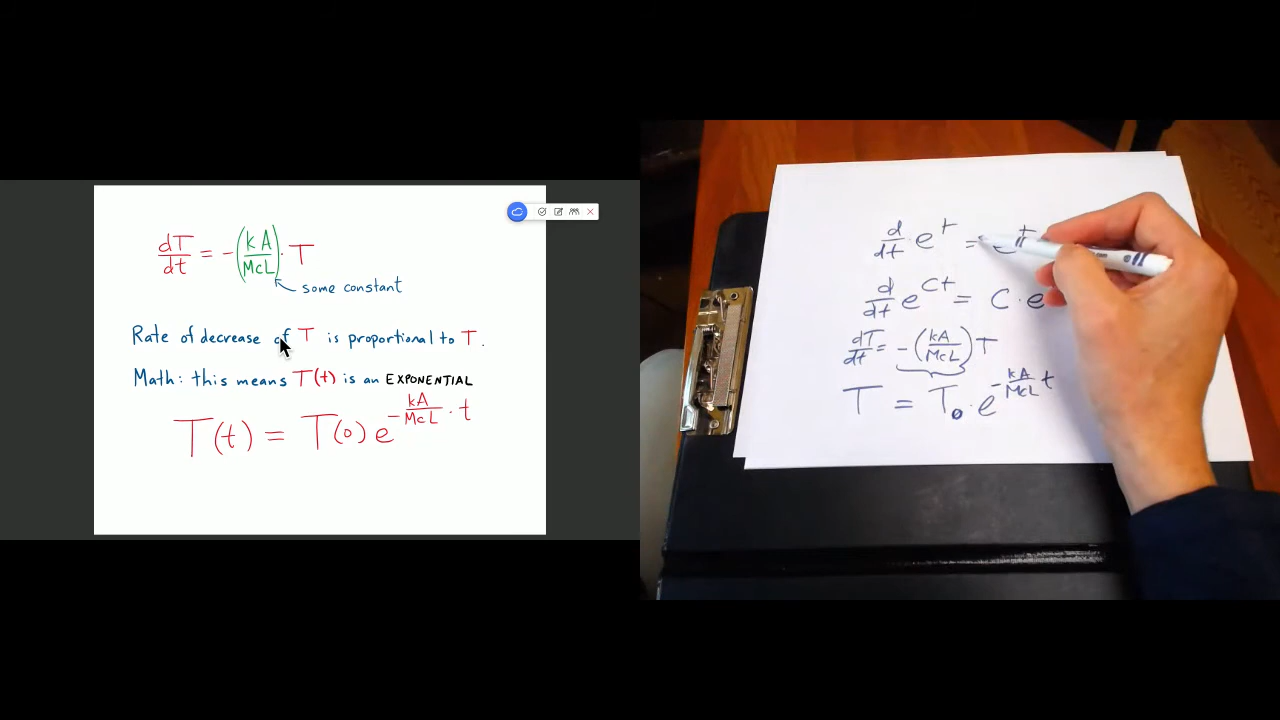 dT/dt = -(kA/McL) · T
some constant
Rate of decrease of T is proportional to T.
Math: this means T(t) is an EXPONENTIAL
T(t) = T(0) e^(-kA/McL · t)
d/dt · e^t = e^t
d/dt e^(Ct) = C · e
dT/dt = -(kA/McL) T
T = T₀ · e^(-kA/McL t)